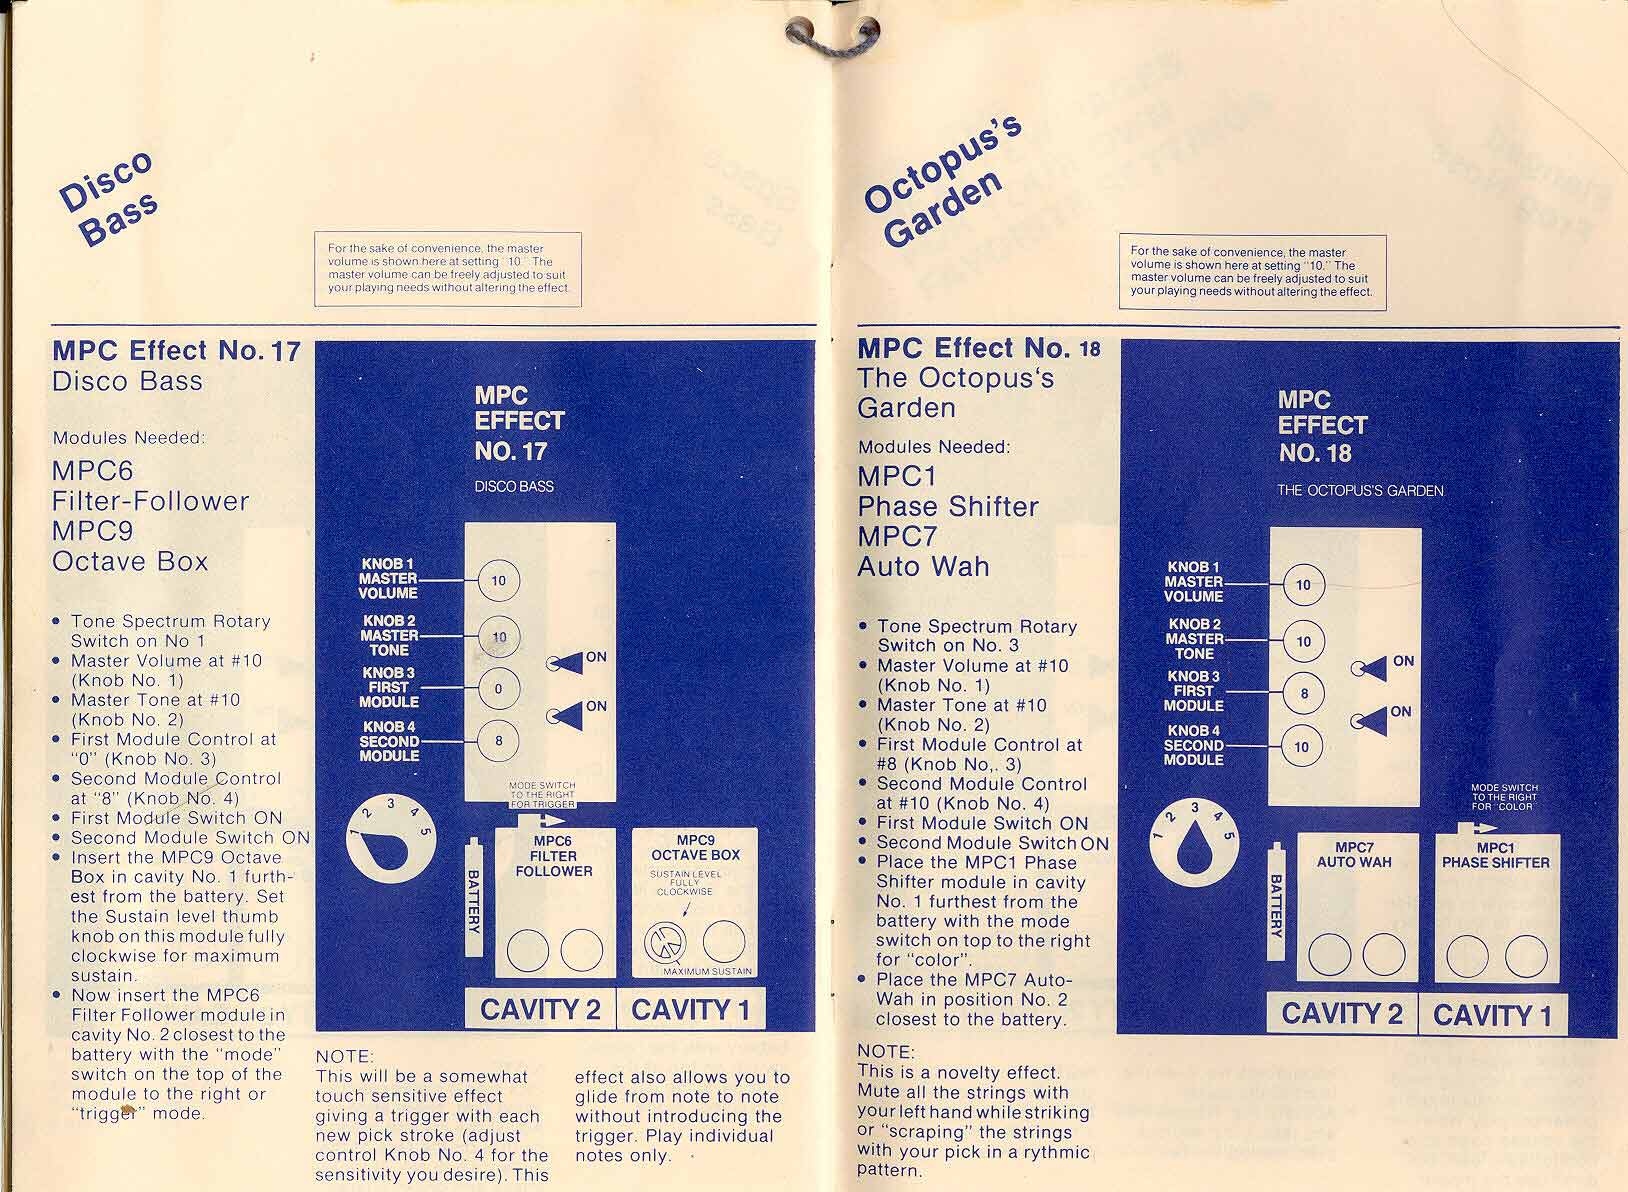 Disco
Bass
For the sake of convenience, the master
volume is shown here at setting "10." The
master volume can be freely adjusted to suit
your playing needs without altering the effect.
MPC Effect No. 17
Disco Bass
Modules Needed:
MPC6
Filter-Follower
MPC9
Octave Box
• Tone Spectrum Rotary
Switch on No 1
• Master Volume at #10
(Knob No. 1)
• Master Tone at #10
(Knob No. 2)
• First Module Control at
"0" (Knob No. 3)
• Second Module Control
at "8" (Knob No. 4)
• First Module Switch ON
• Second Module Switch ON
• Insert the MPC9 Octave
Box in cavity No. 1 furth-
est from the battery. Set
the Sustain level thumb
knob on this module fully
clockwise for maximum
sustain.
• Now insert the MPC6
Filter Follower module in
cavity No. 2 closest to the
battery with the "mode"
switch on the top of the
module to the right or
"trigger" mode.
MPC
EFFECT
NO. 17
DISCO BASS
KNOB 1
MASTER
VOLUME
10
KNOB 2
MASTER
TONE
10
KNOB 3
FIRST
MODULE
0
KNOB 4
SECOND
MODULE
8
ON
ON
MODE SWITCH
TO THE RIGHT
FOR TRIGGER
1 2 3 4 5
BATTERY
MPC6
FILTER
FOLLOWER
MPC9
OCTAVE BOX
SUSTAIN LEVEL
FULLY
CLOCKWISE
MAXIMUM SUSTAIN
CAVITY 2
CAVITY 1
NOTE:
This will be a somewhat
touch sensitive effect
giving a trigger with each
new pick stroke (adjust
control Knob No. 4 for the
sensitivity you desire). This
effect also allows you to
glide from note to note
without introducing the
trigger. Play individual
notes only.
Octopus's
Garden
For the sake of convenience, the master
volume is shown here at setting "10." The
master volume can be freely adjusted to suit
your playing needs without altering the effect.
MPC Effect No. 18
The Octopus's
Garden
Modules Needed:
MPC1
Phase Shifter
MPC7
Auto Wah
• Tone Spectrum Rotary
Switch on No. 3
• Master Volume at #10
(Knob No. 1)
• Master Tone at #10
(Knob No. 2)
• First Module Control at
#8 (Knob No,. 3)
• Second Module Control
at #10 (Knob No. 4)
• First Module Switch ON
• Second Module Switch ON
• Place the MPC1 Phase
Shifter module in cavity
No. 1 furthest from the
battery with the mode
switch on top to the right
for "color".
• Place the MPC7 Auto-
Wah in position No. 2
closest to the battery.
NOTE:
This is a novelty effect.
Mute all the strings with
your left hand while striking
or "scraping" the strings
with your pick in a rythmic
pattern.
MPC
EFFECT
NO. 18
THE OCTOPUS'S GARDEN
KNOB 1
MASTER
VOLUME
10
KNOB 2
MASTER
TONE
10
KNOB 3
FIRST
MODULE
8
KNOB 4
SECOND
MODULE
10
ON
ON
MODE SWITCH
TO THE RIGHT
FOR "COLOR"
1 2 3 4 5
BATTERY
MPC7
AUTO WAH
MPC1
PHASE SHIFTER
CAVITY 2
CAVITY 1